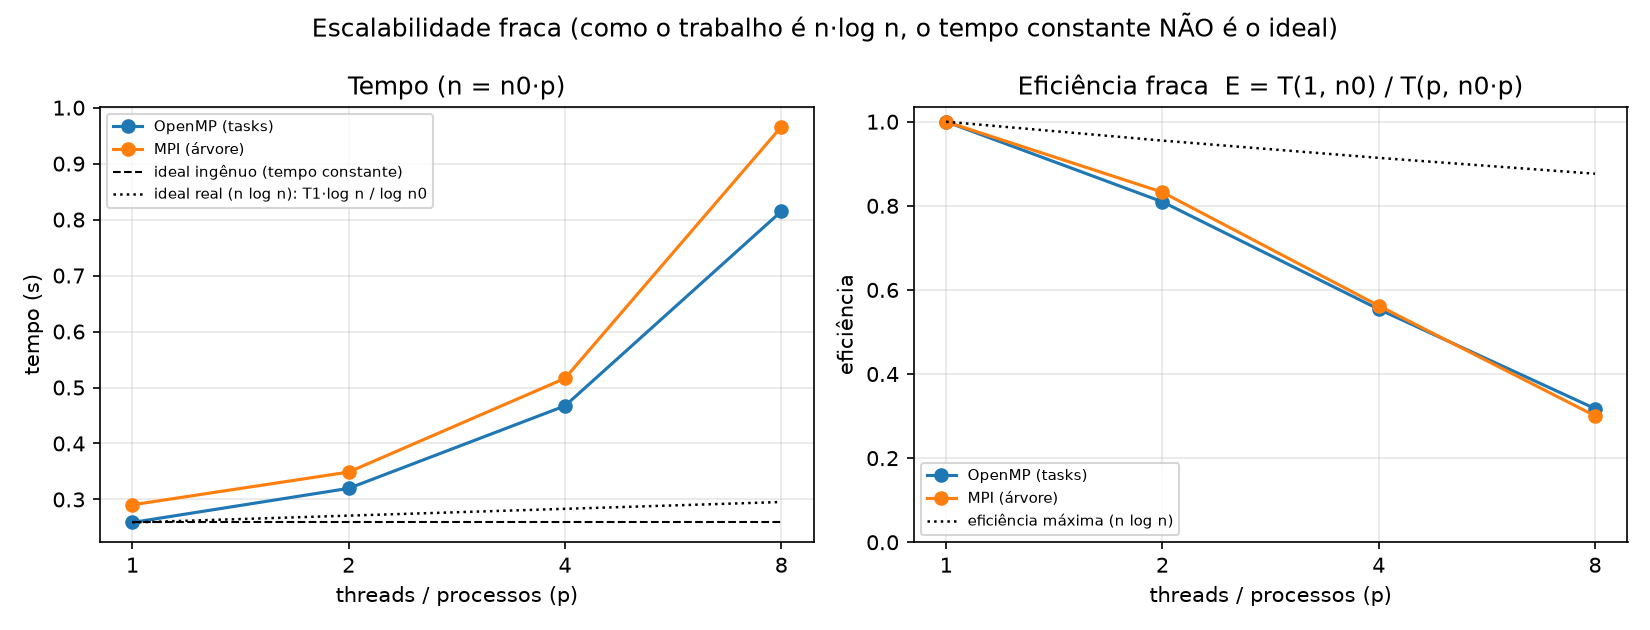 Escalabilidade fraca (como o trabalho é n·log n, o tempo constante NÃO é o ideal)
Tempo (n = n0·p)
1.0
0.9
0.8
0.7
0.6
0.5
0.4
0.3
tempo (s)
OpenMP (tasks)
MPI (árvore)
ideal ingênuo (tempo constante)
ideal real (n log n): T1·log n / log n0
1
2
4
8
threads / processos (p)
Eficiência fraca  E = T(1, n0) / T(p, n0·p)
1.0
0.8
0.6
0.4
0.2
0.0
eficiência
OpenMP (tasks)
MPI (árvore)
eficiência máxima (n log n)
1
2
4
8
threads / processos (p)